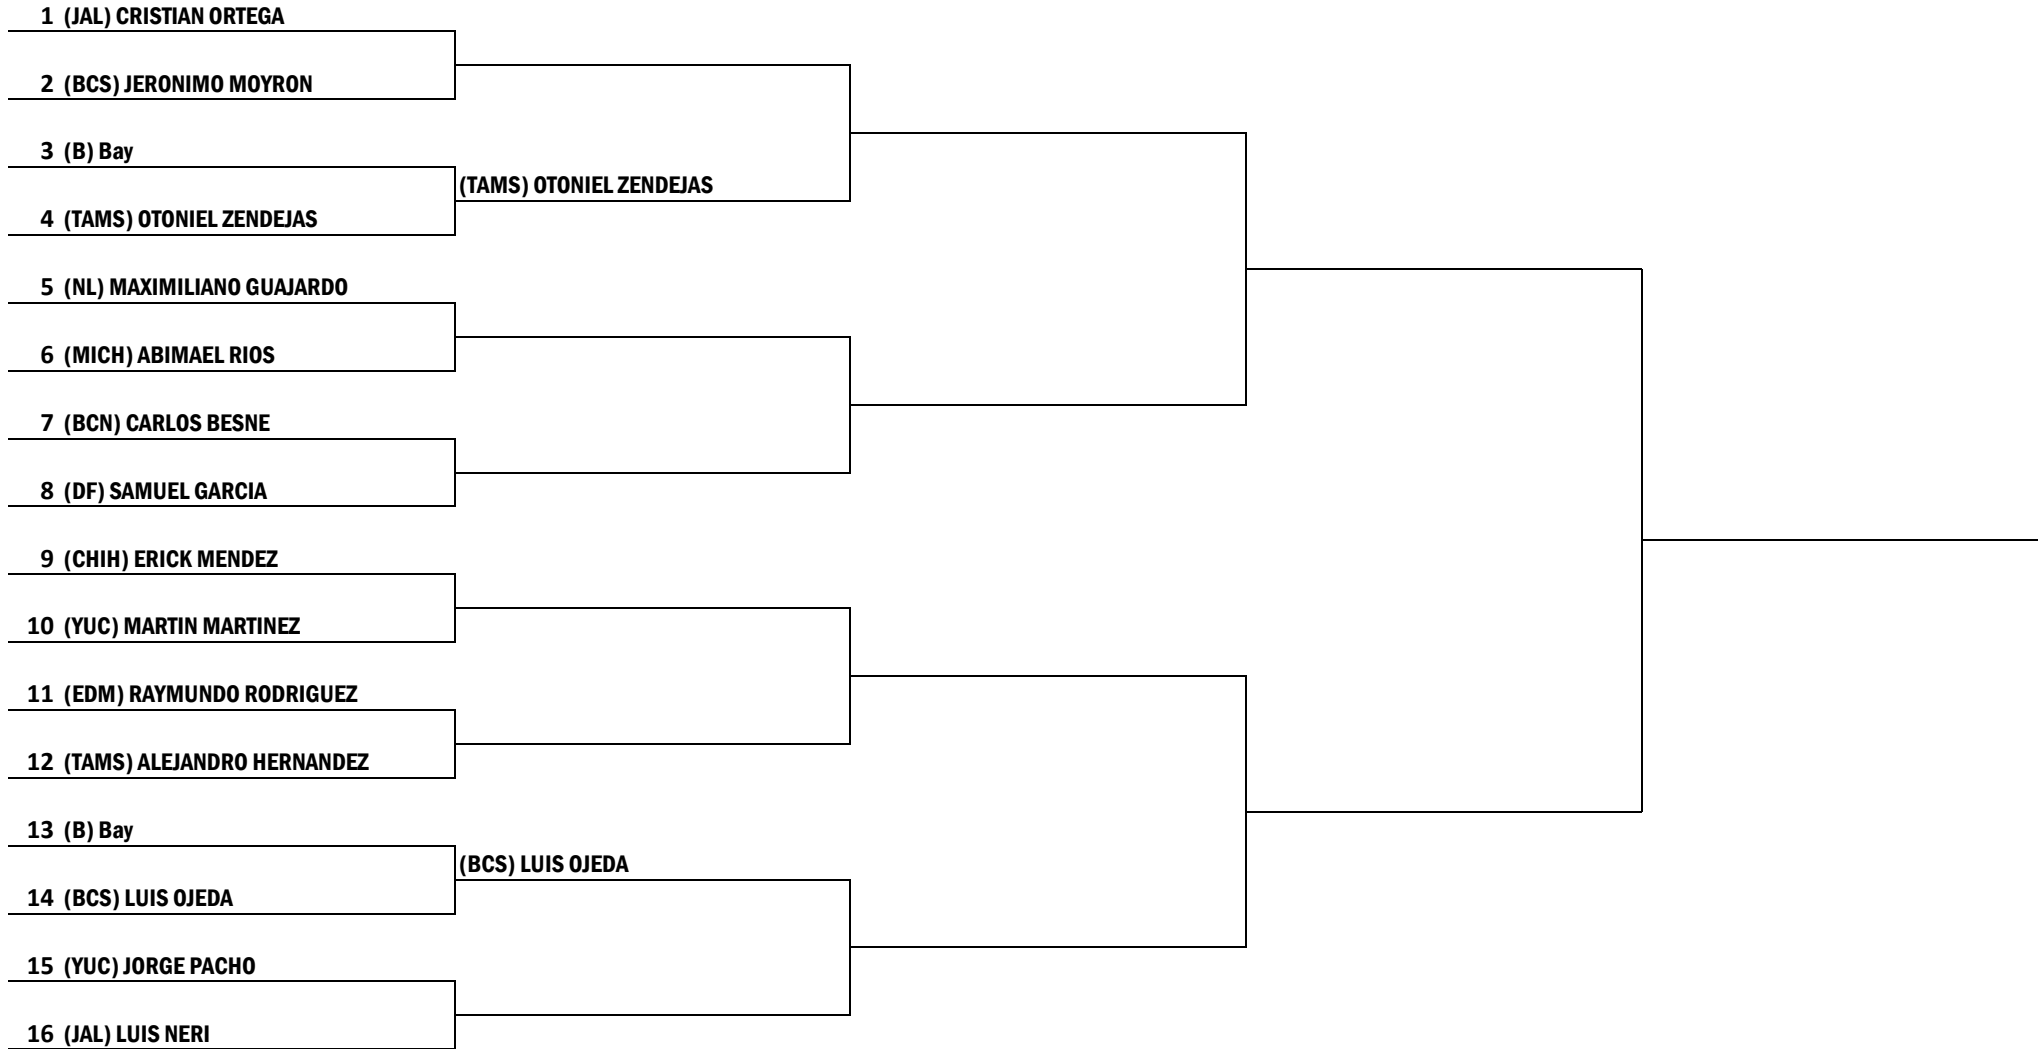 1 (JAL) CRISTIAN ORTEGA
2 (BCS) JERONIMO MOYRON
3 (B) Bay
(TAMS) OTONIEL ZENDEJAS
4 (TAMS) OTONIEL ZENDEJAS
5 (NL) MAXIMILIANO GUAJARDO
6 (MICH) ABIMAEL RIOS
7 (BCN) CARLOS BESNE
8 (DF) SAMUEL GARCIA
9 (CHIH) ERICK MENDEZ
10 (YUC) MARTIN MARTINEZ
11 (EDM) RAYMUNDO RODRIGUEZ
12 (TAMS) ALEJANDRO HERNANDEZ
13 (B) Bay
(BCS) LUIS OJEDA
14 (BCS) LUIS OJEDA
15 (YUC) JORGE PACHO
16 (JAL) LUIS NERI